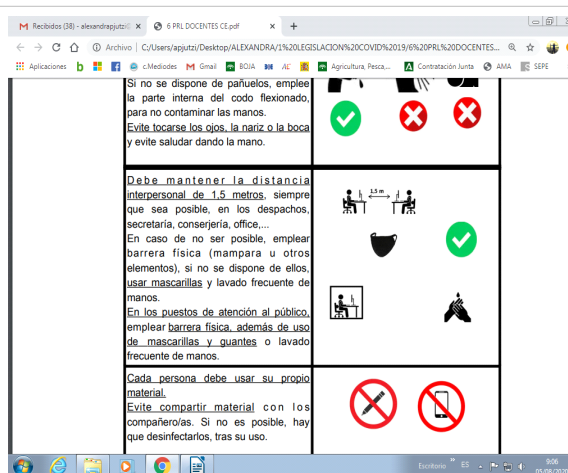 Recibidos (38) - alexandrapjutzi
6 PRL DOCENTES CE.pdf
Archivo | C:/Users/apjutzi/Desktop/ALEXANDRA/1%20LEGISLACION%20COVID%2019/6%20PRL%20DOCENTES...
Aplicaciones c.Mediodes Gmail BOJA Agricultura, Pesca,... Contratación Junta AMA SEPE
Si no se dispone de pañuelos, emplee
la parte interna del codo flexionado,
para no contaminar las manos.
Evite tocarse los ojos, la nariz o la boca
y evite saludar dando la mano.
Debe mantener la distancia
interpersonal de 1,5 metros, siempre
que sea posible, en los despachos,
secretaría, conserjería, office,...
En caso de no ser posible, emplear
barrera física (mampara u otros
elementos), si no se dispone de ellos,
usar mascarillas y lavado frecuente de
manos.
En los puestos de atención al público,
emplear barrera física, además de uso
de mascarillas y guantes o lavado
frecuente de manos.
1,5 m
Cada persona debe usar su propio
material.
Evite compartir material con los
compañero/as. Si no es posible, hay
que desinfectarlos, tras su uso.
Escritorio ES 9:06
05/08/2020